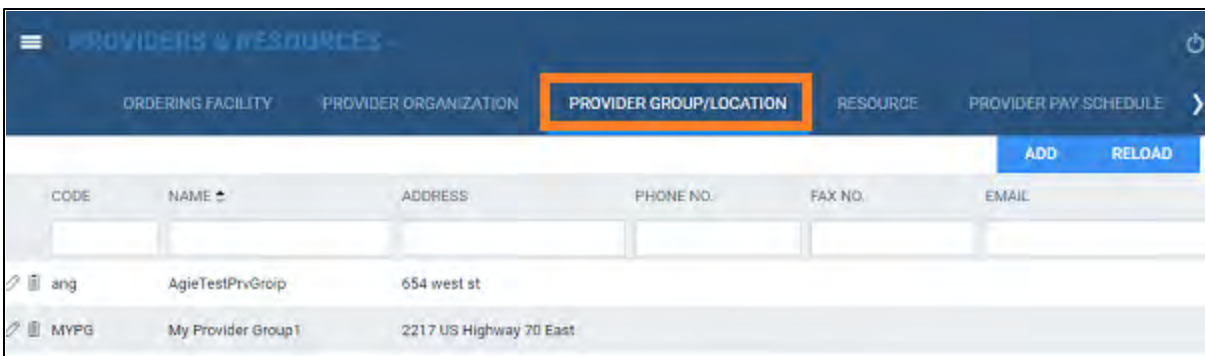 PROVIDERS & RESOURCES -
ORDERING FACILITY PROVIDER ORGANIZATION PROVIDER GROUP/LOCATION RESOURCE PROVIDER PAY SCHEDULE
ADD RELOAD
CODE NAME ADDRESS PHONE NO. FAX NO. EMAIL
ang AgieTestPrvGroip 654 west st
MYPG My Provider Group1 2217 US Highway 70 East